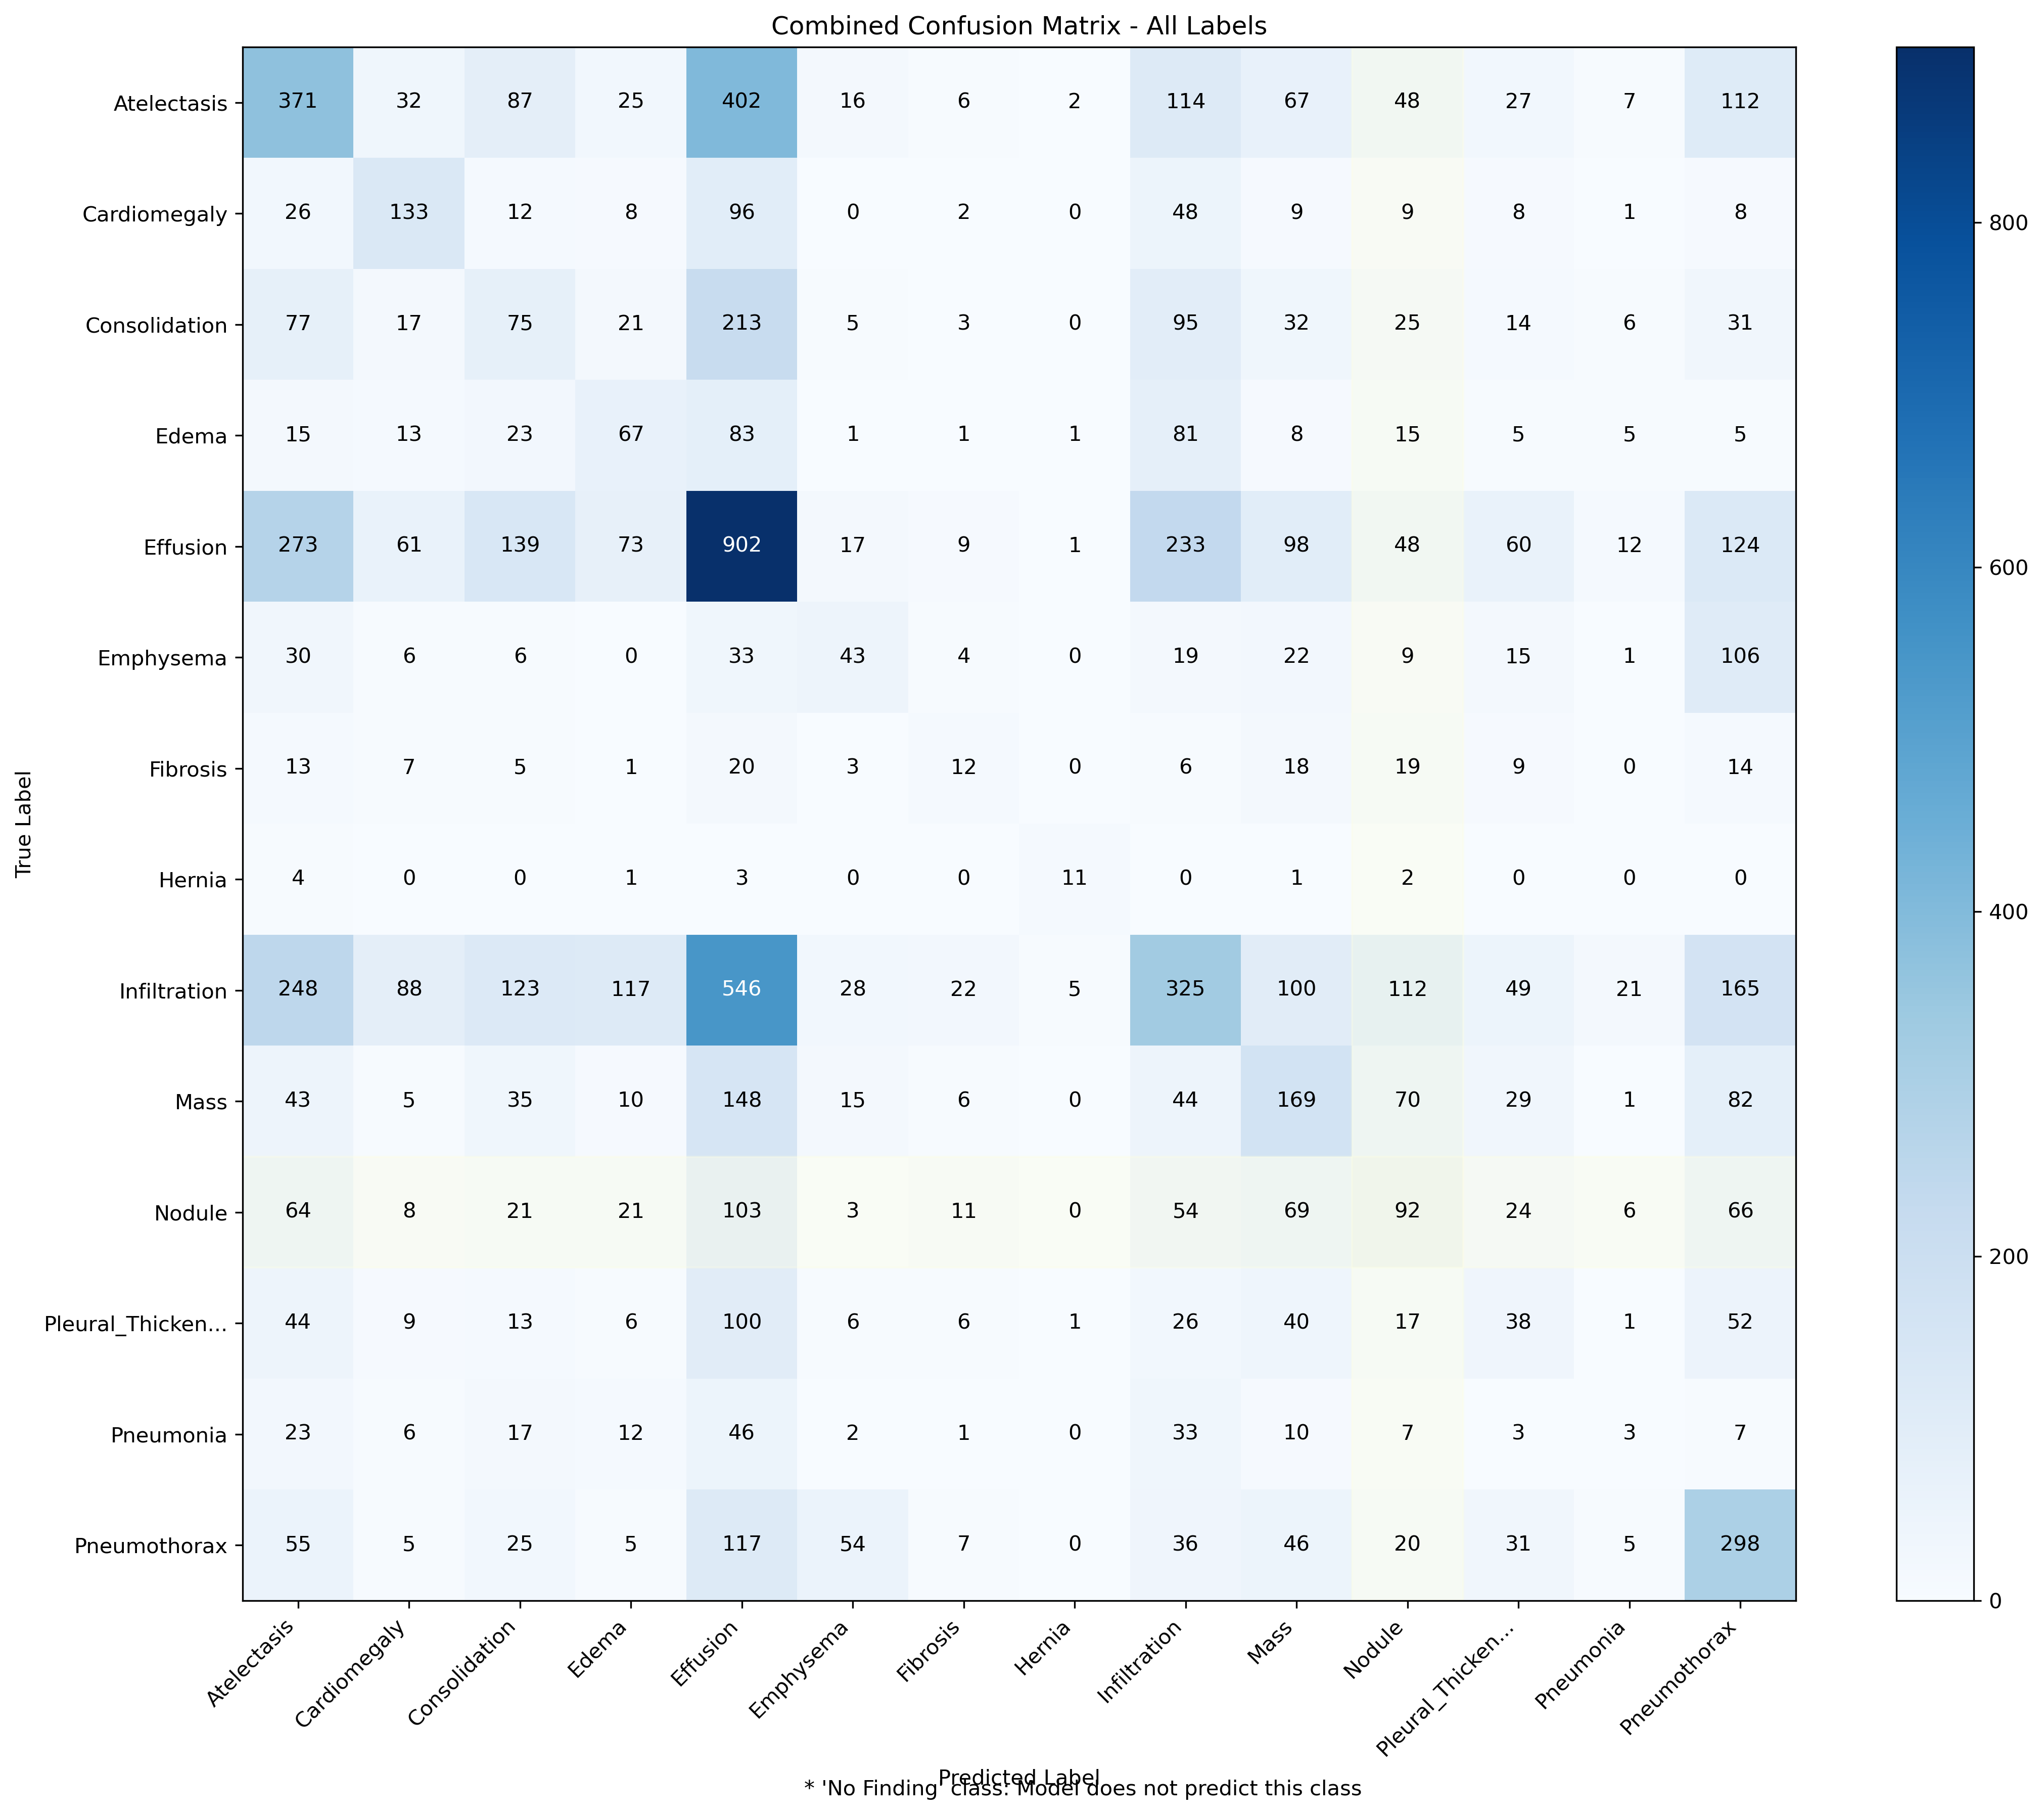 Combined Confusion Matrix - All Labels
True Label
Atelectasis 371 32 87 25 402 16 6 2 114 67 48 27 7 112
Cardiomegaly 26 133 12 8 96 0 2 0 48 9 9 8 1 8
Consolidation 77 17 75 21 213 5 3 0 95 32 25 14 6 31
Edema 15 13 23 67 83 1 1 1 81 8 15 5 5 5
Effusion 273 61 139 73 902 17 9 1 233 98 48 60 12 124
Emphysema 30 6 6 0 33 43 4 0 19 22 9 15 1 106
Fibrosis 13 7 5 1 20 3 12 0 6 18 19 9 0 14
Hernia 4 0 0 1 3 0 0 11 0 1 2 0 0 0
Infiltration 248 88 123 117 546 28 22 5 325 100 112 49 21 165
Mass 43 5 35 10 148 15 6 0 44 169 70 29 1 82
Nodule 64 8 21 21 103 3 11 0 54 69 92 24 6 66
Pleural_Thicken... 44 9 13 6 100 6 6 1 26 40 17 38 1 52
Pneumonia 23 6 17 12 46 2 1 0 33 10 7 3 3 7
Pneumothorax 55 5 25 5 117 54 7 0 36 46 20 31 5 298
Atelectasis Cardiomegaly Consolidation Edema Effusion Emphysema Fibrosis Hernia Infiltration Mass Nodule Pleural_Thicken... Pneumonia Pneumothorax
Predicted Label
* 'No Finding' class: Model does not predict this class
800
600
400
200
0